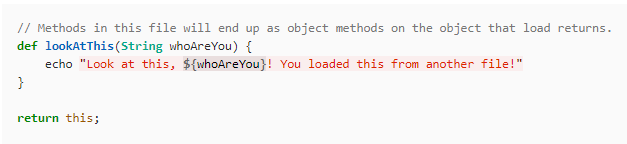 // Methods in this file will end up as object methods on the object that load returns.
def lookAtThis(String whoAreYou) {
    echo "Look at this, ${whoAreYou}! You loaded this from another file!"
}

return this;